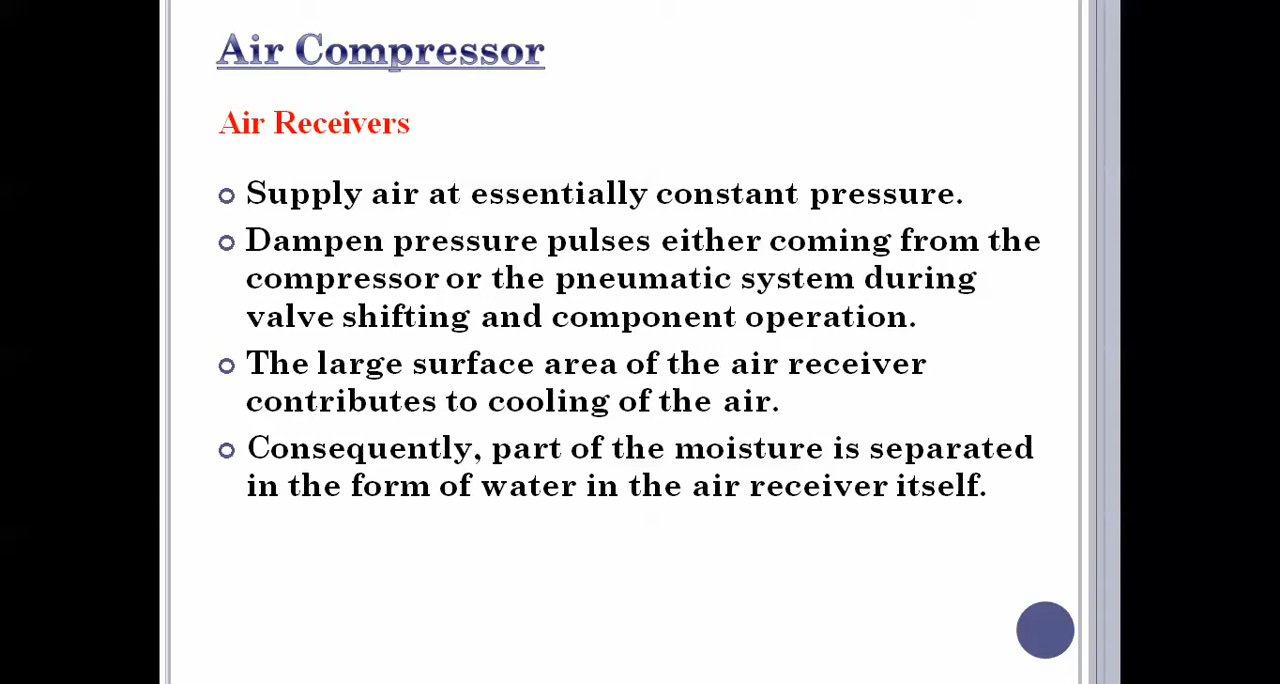 Air Compressor
Air Receivers
Supply air at essentially constant pressure.
Dampen pressure pulses either coming from the
compressor or the pneumatic system during
valve shifting and component operation.
The large surface area of the air receiver
contributes to cooling of the air.
Consequently, part of the moisture is separated
in the form of water in the air receiver itself.